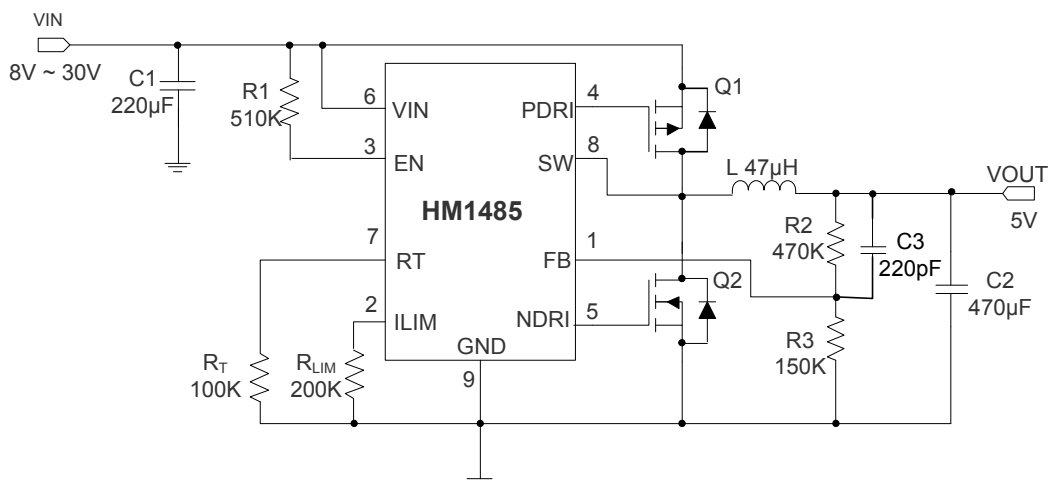 VIN
8V ~ 30V
C1
220µF
R1
510K
6
VIN
3
EN
HM1485
PDRI
4
Q1
SW
8
L 47µH
VOUT
5V
7
RT
1
FB
R2
470K
C3
220pF
C2
470µF
2
ILIM
NDRI
5
Q2
GND
9
RT
100K
RLIM
200K
R3
150K